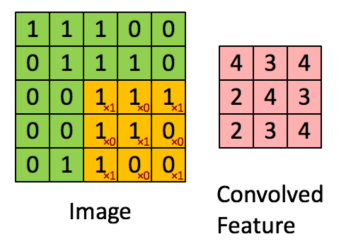 1 1 1 0 0
0 1 1 1 0 4 3 4
0 0 1×1 1×0 1×1 2 4 3
0 0 1×0 1×1 0×0 2 3 4
0 1 1×1 0×0 0×1
Image
Convolved
Feature